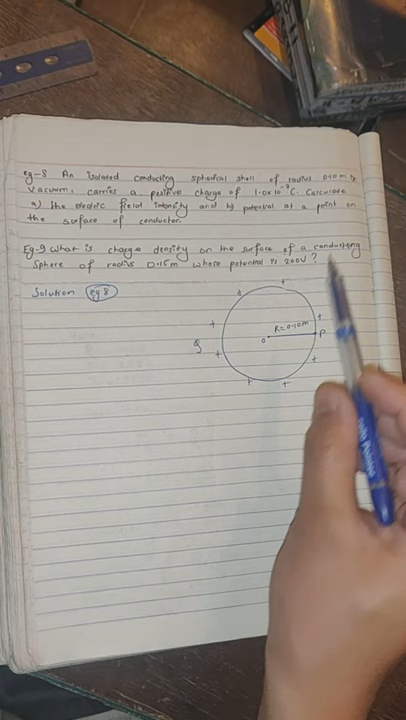 eg-8 An isolated conducting spherical shell of radius 0.10 m in
vacuum, carries a positive charge of 1.0x10⁻⁷C. Calculate
a) the electric field intensity and b) potential at a point on
the surface of conductor.
Eg-9 What is charge density on the surface of a conducting
sphere of radius 0.15m whose potential is 200V?
Solution eg 8
+ + + + + + + + +
R=0.10m
O P
Q